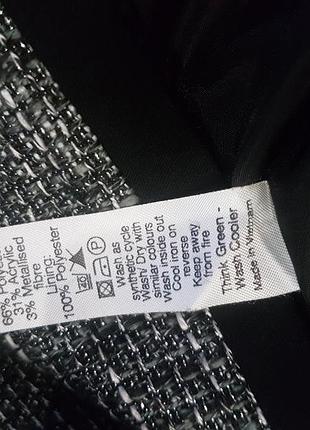 66% Polyester
31% Acrylic
3% Metallised
fibre
Lining:
100% Polyester
P
Wash as
synthetic cycle
Wash/ Dry with
similar colours
Wash inside out
Cool iron on
reverse
Keep away
from fire
Think Green -
Wash Cooler
Made in Vietnam